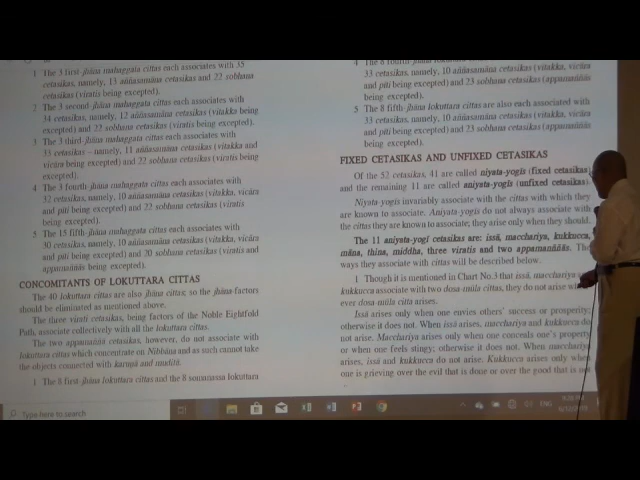 1 The 3 first jhāna mahaggata cittas each associates with 35
cetasikas, namely, 13 aññasamāna cetasikas and 22 sobhana
cetasikas (viratis being excepted).
2 The 3 second jhāna mahaggata cittas each associates with
34 cetasikas, namely, 12 aññasamāna cetasikas (vitakka being
excepted) and 22 sobhana cetasikas (viratis being excepted).
3 The 3 third-jhāna mahaggata cittas each associates with
33 cetasikas – namely, 11 aññasamāna cetasikas (vitakka and
vicāra being excepted) and 22 sobhana cetasikas (viratis being
excepted).
4 The 3 fourth jhāna mahaggata cittas each associates with
32 cetasikas, namely, 10 aññasamāna cetasikas (vitakka, vicāra
and pīti being excepted) and 22 sobhana cetasikas (viratis
being excepted).
5 The 15 fifth-jhāna mahaggata cittas each associates with
30 cetasikas, namely, 10 aññasamāna cetasikas (vitakka, vicāra
and pīti being excepted) and 20 sobhana cetasikas (viratis and
appamaññās being excepted).
CONCOMITANTS OF LOKUTTARA CITTAS
The 40 lokuttara cittas are also jhāna cittas; so the jhāna-factors
should be eliminated as mentioned above.
The three virati cetasikas, being factors of the Noble Eightfold
Path, associate collectively with all the lokuttara cittas.
The two appamaññā cetasikas, however, do not associate with
lokuttara cittas which concentrate on Nibbāna and as such cannot take
the objects connected with karuṇā and muditā.
1 The 8 first jhāna lokuttara cittas and the 8 somanassa lokuttara
4 The 8 fourth-jhāna lokuttara
33 cetasikas, namely, 10 aññasamāna cetasikas (vitakka, vicāra
and pīti being excepted) and 23 sobhana cetasikas (appamaññās
being excepted).
5 The 8 fifth-jhāna lokuttara cittas are also each associated with
33 cetasikas, namely, 10 aññasamāna cetasikas (vitakka, vicāra
and pīti being excepted) and 23 sobhana cetasikas (appamaññās
being excepted).
FIXED CETASIKAS AND UNFIXED CETASIKAS
Of the 52 cetasikas, 41 are called niyata-yogīs (fixed cetasikas)
and the remaining 11 are called aniyata-yogīs (unfixed cetasikas).
Niyata-yogīs invariably associate with the cittas with which they
are known to associate. Aniyata-yogīs do not always associate with
the cittas they are known to associate; they arise only when they should.
The 11 aniyata-yogī cetasikas are: issā, macchariya, kukkucca,
māna, thina, middha, three viratis and two appamaññās. The
ways they associate with cittas will be described below.
1 Though it is mentioned in Chart No.3 that issā, macchariya
kukkucca associate with two dosa-mūla cittas, they do not arise
ever dosa-mūla citta arises.
Issā arises only when one envies others' success or prosperity;
otherwise it does not. When issā arises, macchariya and kukkucca do
not arise. Macchariya arises only when one conceals one's property
or when one feels stingy; otherwise it does not. When macchariya
arises, issā and kukkucca do not arise. Kukkucca arises only when
one is grieving over the evil that is done or over the good that is not
Type here to search
ENG